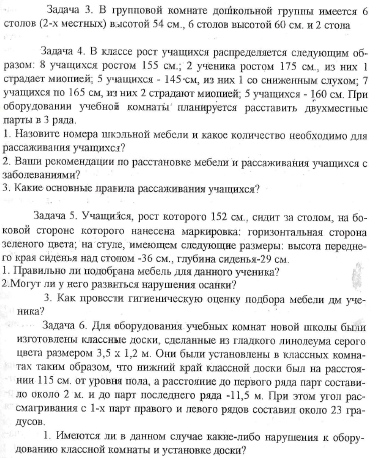 Задача 3. В групповой комнате дошкольной группы имеется 6
столов (2-х местных) высотой 54 см., 6 столов высотой 60 см. и 2 стола
Задача 4. В классе рост учащихся распределяется следующим об-
разом: 8 учащихся ростом 155 см.; 2 ученика ростом 175 см., из них 1
страдает миопией; 5 учащихся - 145 см, из них 1 со сниженным слухом; 7
учащихся по 165 см, из них 2 страдают миопией; 5 учащихся - 160 см. При
оборудовании учебной комнаты планируется расставить двухместные
парты в 3 ряда.
1. Назовите номера школьной мебели и какое количество необходимо для
рассаживания учащихся?
2. Ваши рекомендации по расстановке мебели и рассаживания учащихся с
заболеваниями?
3. Какие основные правила рассаживания учащихся?
Задача 5. Учащийся, рост которого 152 см., сидит за столом, на бо-
ковой стороне которого нанесена маркировка: горизонтальная сторона
зеленого цвета; на стуле, имеющем следующие размеры: высота передне-
го края сиденья над столом -36 см., глубина сиденья-29 см.
1. Правильно ли подобрана мебель для данного ученика?
2.Могут ли у него развиться нарушения осанки?
3. Как провести гигиеническую оценку подбора мебели дм уче-
ника?
Задача 6. Для оборудования учебных комнат новой школы были
изготовлены классные доски, сделанные из гладкого линолеума серого
цвета размером 3,5 х 1,2 м. Они были установлены в классных комна-
тах таким образом, что нижний край классной доски был на расстоя-
нии 115 см. от уровня пола, а расстояние до первого ряда парт состави-
ло около 2 м. и до парт последнего ряда -11,5 м. При этом угол рас-
сматривания с 1-х парт правого и левого рядов составил около 23 гра-
дусов.
1. Имеются ли в данном случае какие-либо нарушения к обору-
дованию классной комнаты и установке доски?